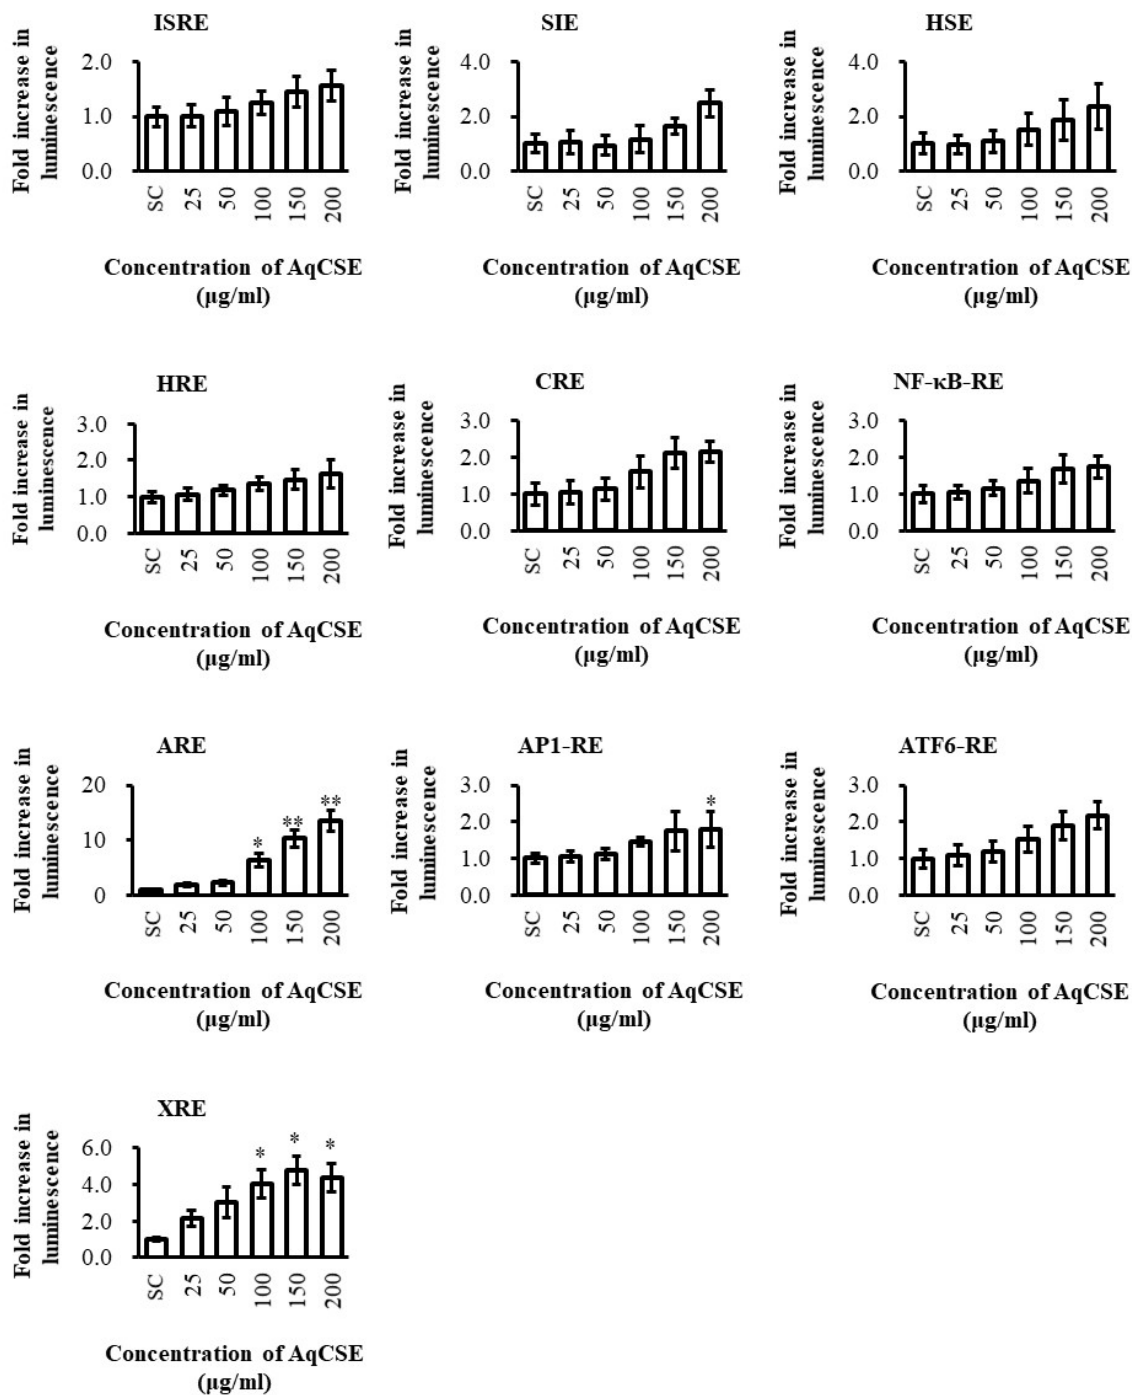 ISRE
Fold increase in
luminescence
2.0
1.0
0.0
SC
25
50
100
150
200
Concentration of AqCSE
(μg/ml)
SIE
Fold increase in
luminescence
4.0
2.0
0.0
SC
25
50
100
150
200
Concentration of AqCSE
(μg/ml)
HSE
Fold increase in
luminescence
4.0
2.0
0.0
SC
25
50
100
150
200
Concentration of AqCSE
(μg/ml)
HRE
Fold increase in
luminescence
3.0
2.0
1.0
0.0
SC
25
50
100
150
200
Concentration of AqCSE
(μg/ml)
CRE
Fold increase in
luminescence
3.0
2.0
1.0
0.0
SC
25
50
100
150
200
Concentration of AqCSE
(μg/ml)
NF-κB-RE
Fold increase in
luminescence
3.0
2.0
1.0
0.0
SC
25
50
100
150
200
Concentration of AqCSE
(μg/ml)
ARE
Fold increase in
luminescence
20
10
0
*
**
**
SC
25
50
100
150
200
Concentration of AqCSE
(μg/ml)
AP1-RE
Fold increase in
luminescence
3.0
2.0
1.0
0.0
*
SC
25
50
100
150
200
Concentration of AqCSE
(μg/ml)
ATF6-RE
Fold increase in
luminescence
3.0
2.0
1.0
0.0
SC
25
50
100
150
200
Concentration of AqCSE
(μg/ml)
XRE
Fold increase in
luminescence
6.0
4.0
2.0
0.0
*
*
*
SC
25
50
100
150
200
Concentration of AqCSE
(μg/ml)